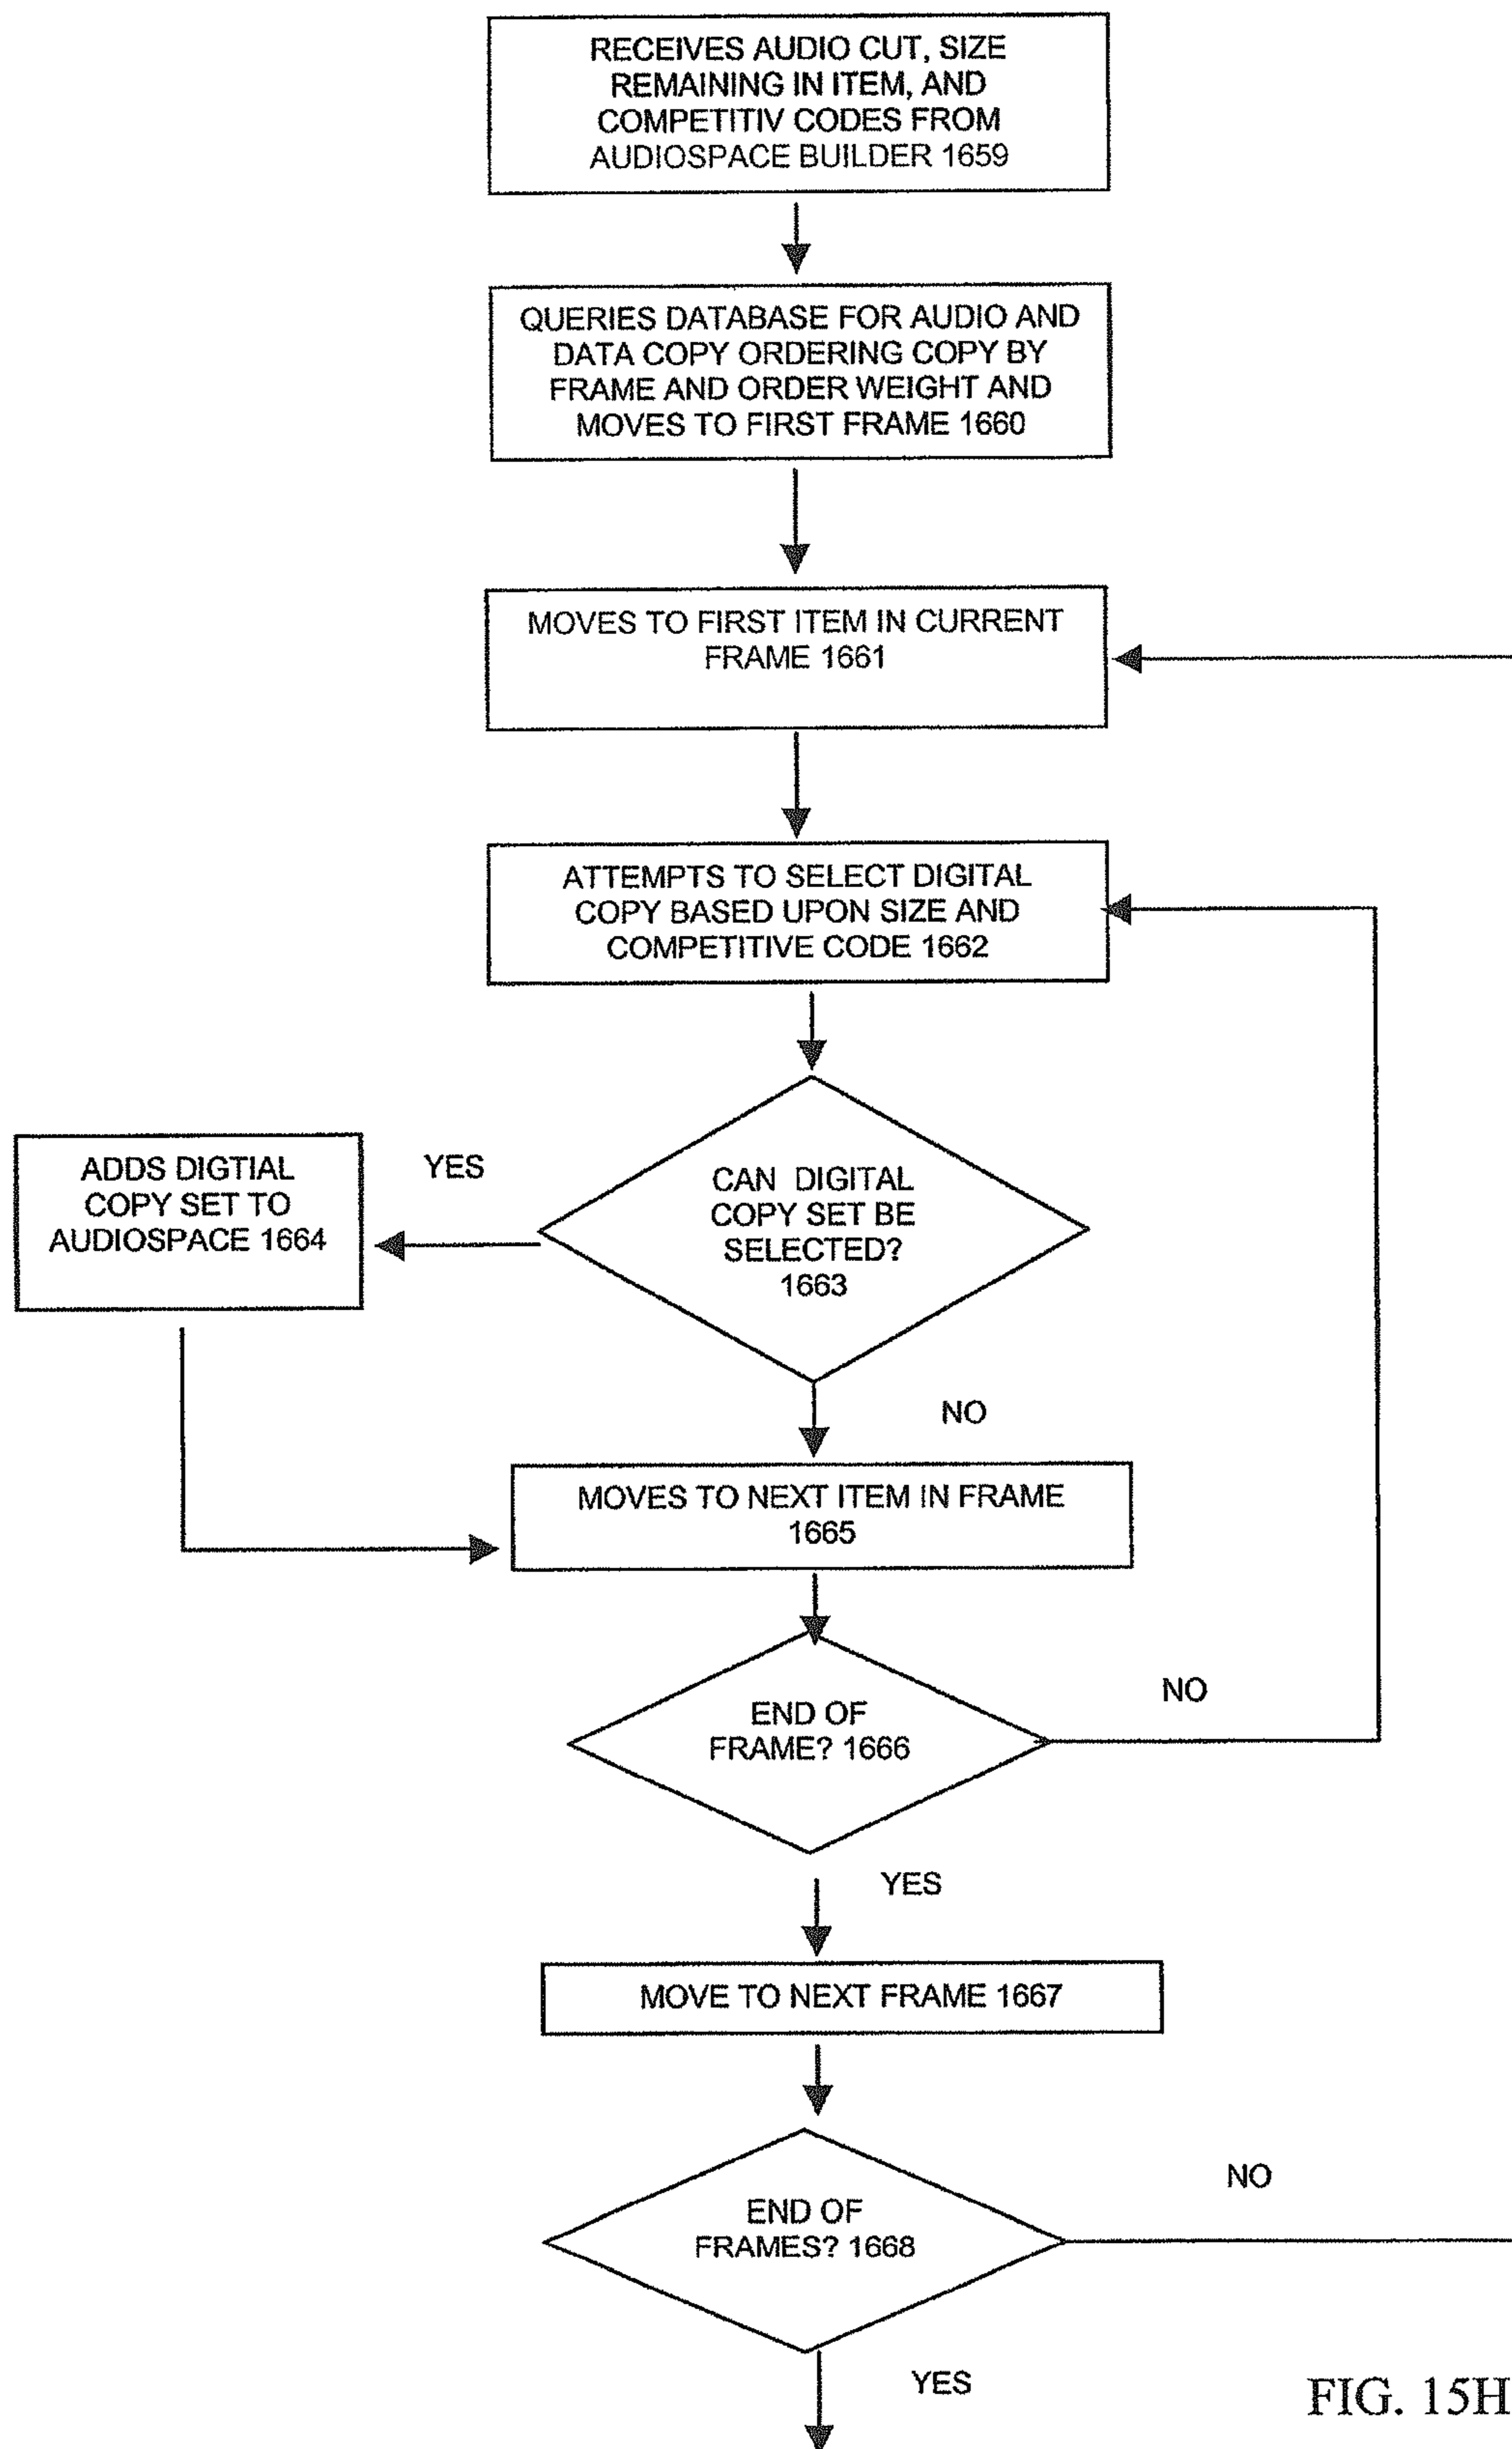 RECEIVES AUDIO CUT, SIZE
REMAINING IN ITEM, AND
COMPETITIV CODES FROM
AUDIOSPACE BUILDER 1659
QUERIES DATABASE FOR AUDIO AND
DATA COPY ORDERING COPY BY
FRAME AND ORDER WEIGHT AND
MOVES TO FIRST FRAME 1660
MOVES TO FIRST ITEM IN CURRENT
FRAME 1661
ATTEMPTS TO SELECT DIGITAL
COPY BASED UPON SIZE AND
COMPETITIVE CODE 1662
CAN DIGITAL
COPY SET BE
SELECTED?
1663
YES
ADDS DIGTIAL
COPY SET TO
AUDIOSPACE 1664
NO
MOVES TO NEXT ITEM IN FRAME
1665
END OF
FRAME? 1666
NO
YES
MOVE TO NEXT FRAME 1667
END OF
FRAMES? 1668
NO
YES
FIG. 15H